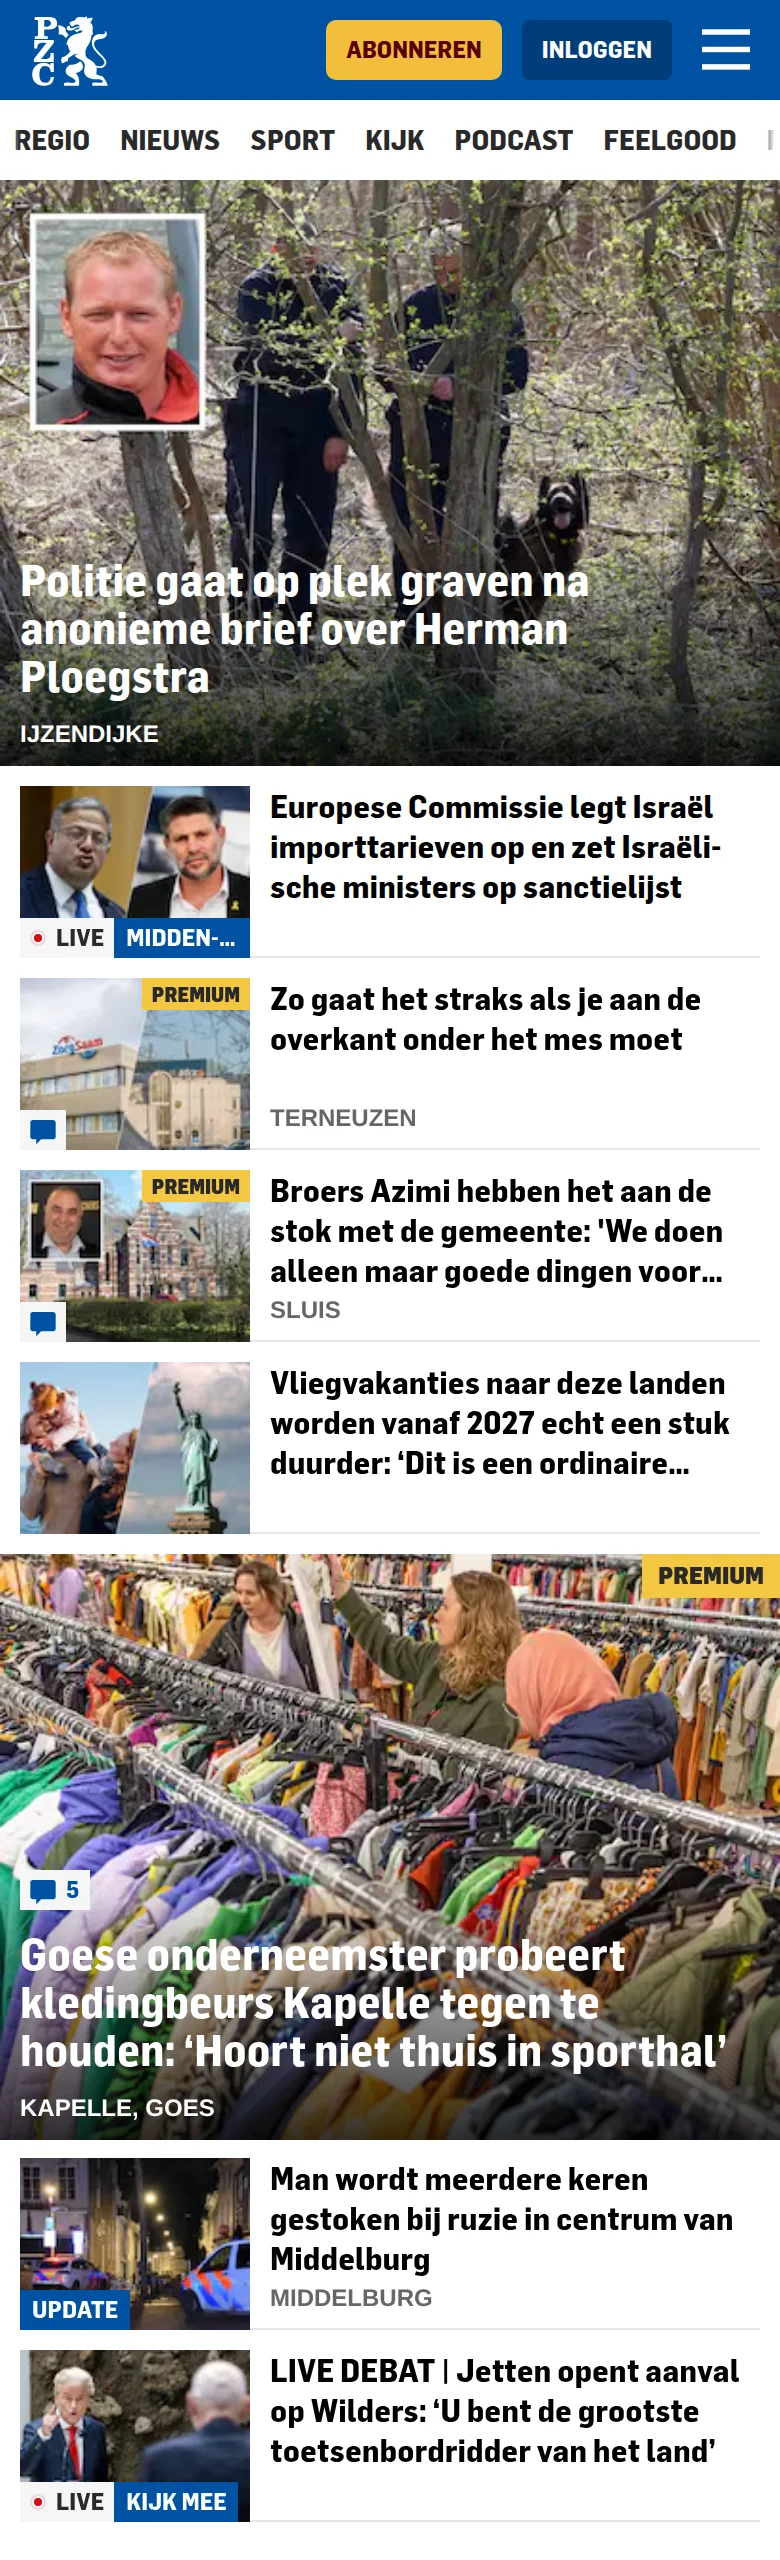 PZC
ABONNEREN
INLOGGEN
REGIO NIEUWS SPORT KIJK PODCAST FEELGOOD
Politie gaat op plek graven na
anonieme brief over Herman
Ploegstra
IJZENDIJKE
Europese Commissie legt Israël
importtarieven op en zet Israëli-
sche ministers op sanctielijst
LIVE MIDDEN-...
PREMIUM
ZorgSaam
Zo gaat het straks als je aan de
overkant onder het mes moet
TERNEUZEN
PREMIUM
Broers Azimi hebben het aan de
stok met de gemeente: 'We doen
alleen maar goede dingen voor...
SLUIS
Vliegvakanties naar deze landen
worden vanaf 2027 echt een stuk
duurder: ‘Dit is een ordinaire...
PREMIUM
5
Goese onderneemster probeert
kledingbeurs Kapelle tegen te
houden: ‘Hoort niet thuis in sporthal’
KAPELLE, GOES
Man wordt meerdere keren
gestoken bij ruzie in centrum van
Middelburg
MIDDELBURG
UPDATE
LIVE DEBAT | Jetten opent aanval
op Wilders: ‘U bent de grootste
toetsenbordridder van het land’
LIVE KIJK MEE